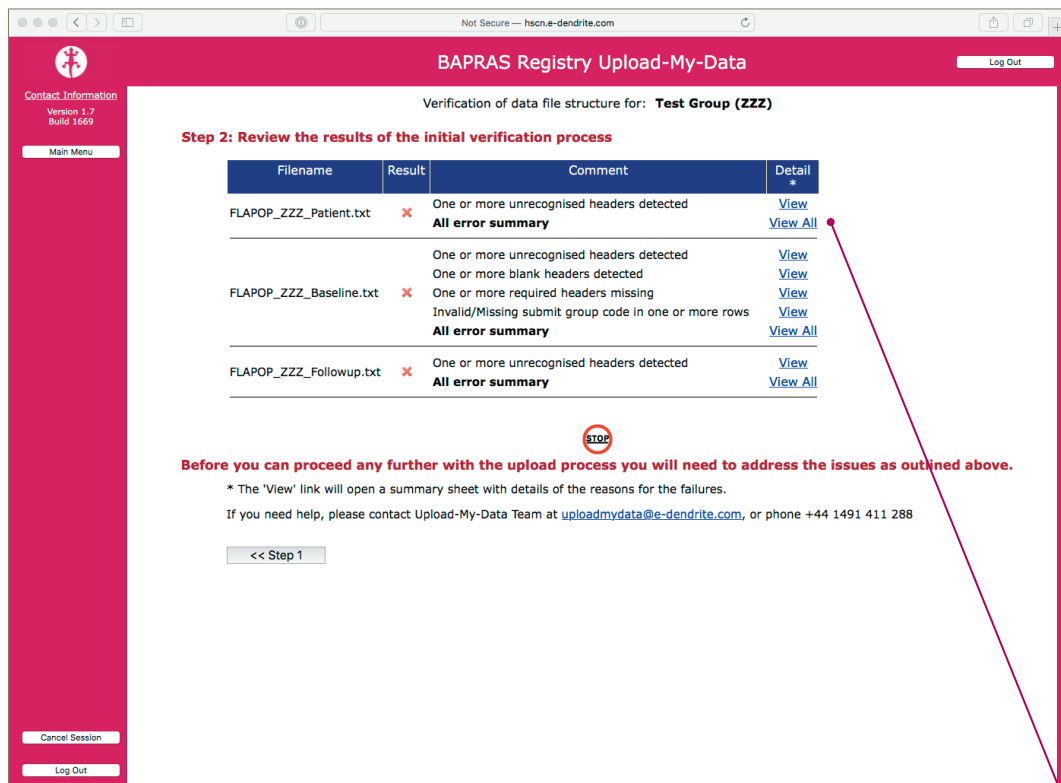 Not Secure — hscn.e-dendrite.com
BAPRAS Registry Upload-My-Data
Log Out
Contact Information
Version 1.7
Build 1669
Main Menu
Verification of data file structure for: Test Group (ZZZ)
Step 2: Review the results of the initial verification process
Filename Result Comment Detail
*
FLAPOP_ZZZ_Patient.txt
One or more unrecognised headers detected View
All error summary View All
FLAPOP_ZZZ_Baseline.txt
One or more unrecognised headers detected View
One or more blank headers detected View
One or more required headers missing View
Invalid/Missing submit group code in one or more rows View
All error summary View All
FLAPOP_ZZZ_Followup.txt
One or more unrecognised headers detected View
All error summary View All
STOP
Before you can proceed any further with the upload process you will need to address the issues as outlined above.
* The 'View' link will open a summary sheet with details of the reasons for the failures.
If you need help, please contact Upload-My-Data Team at uploadmydata@e-dendrite.com, or phone +44 1491 411 288
<< Step 1
Cancel Session
Log Out